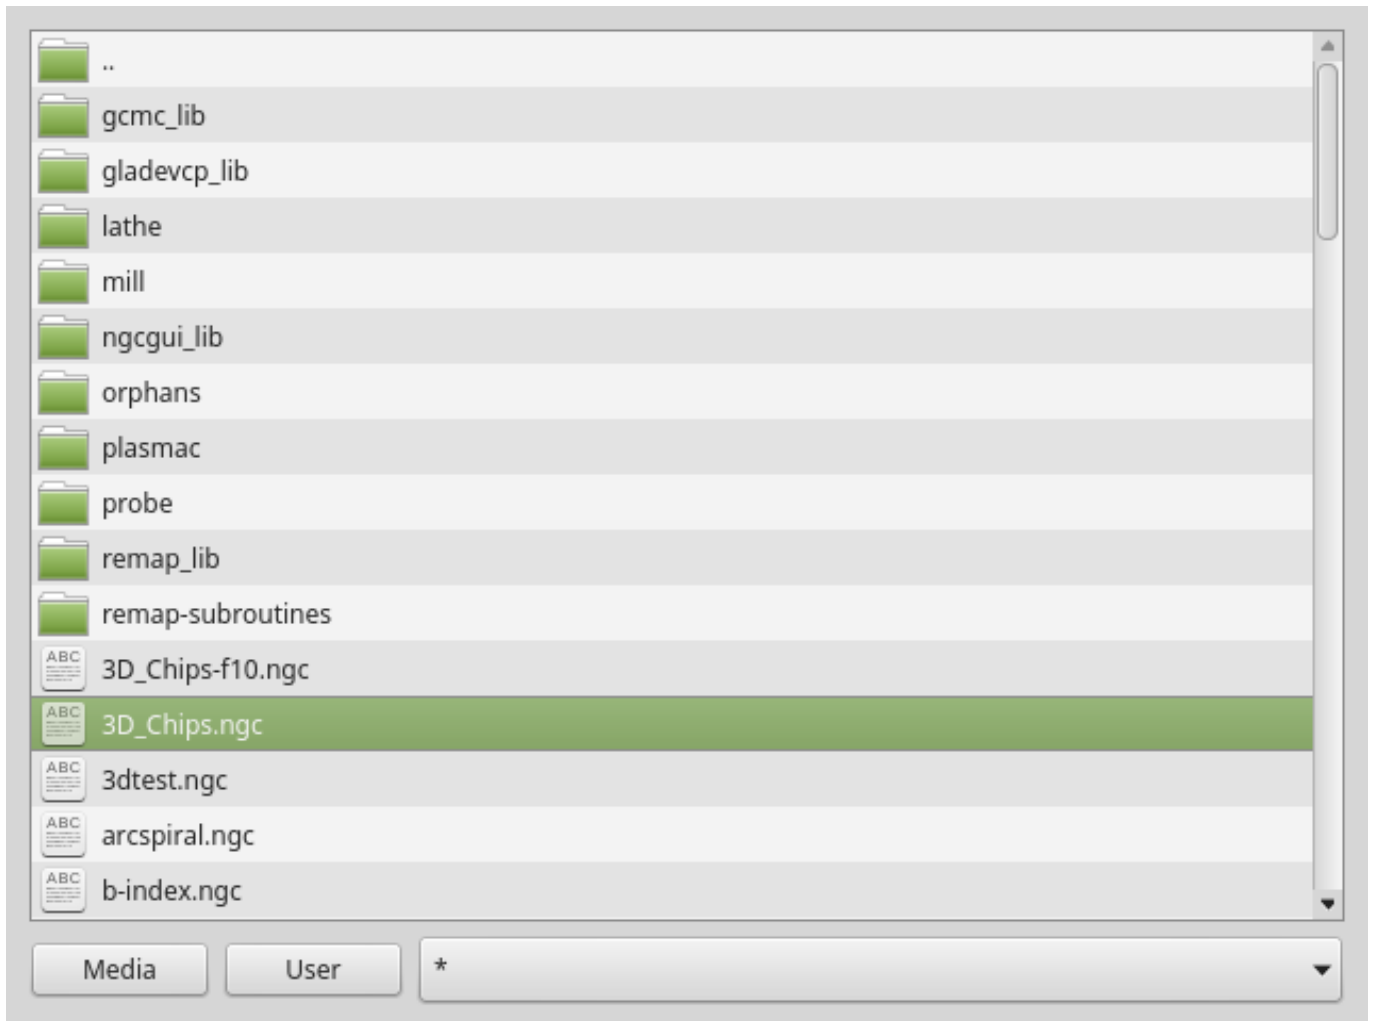 ..
gcmc_lib
gladevcp_lib
lathe
mill
ngcgui_lib
orphans
plasmac
probe
remap_lib
remap-subroutines
ABC 3D_Chips-f10.ngc
ABC 3D_Chips.ngc
ABC 3dtest.ngc
ABC arcspiral.ngc
ABC b-index.ngc
Media User *